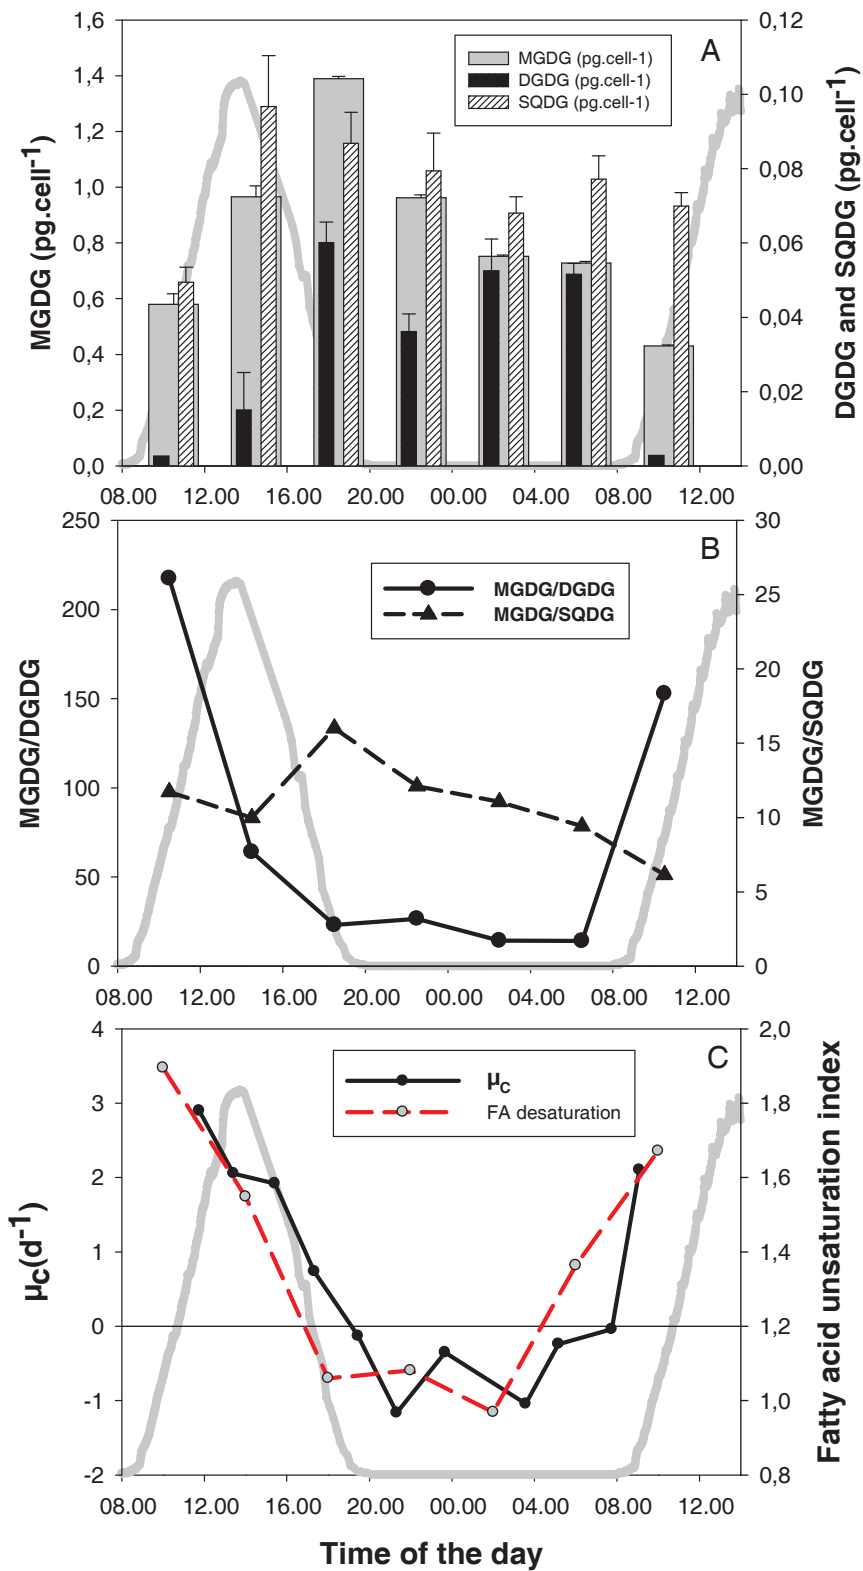 A
MGDG (pg.cell-1)
DGDG (pg.cell-1)
SQDG (pg.cell-1)
MGDG (pg.cell⁻¹)
1,6
1,4
1,2
1,0
0,8
0,6
0,4
0,2
0,0
DGDG and SQDG (pg.cell⁻¹)
0,12
0,10
0,08
0,06
0,04
0,02
0,00
08.00 12.00 16.00 20.00 00.00 04.00 08.00 12.00
B
MGDG/DGDG
MGDG/SQDG
MGDG/DGDG
250
200
150
100
50
0
MGDG/SQDG
30
25
20
15
10
5
0
08.00 12.00 16.00 20.00 00.00 04.00 08.00 12.00
C
μC
FA desaturation
μC(d⁻¹)
4
3
2
1
0
-1
-2
Fatty acid unsaturation index
2,0
1,8
1,6
1,4
1,2
1,0
0,8
08.00 12.00 16.00 20.00 00.00 04.00 08.00 12.00
Time of the day